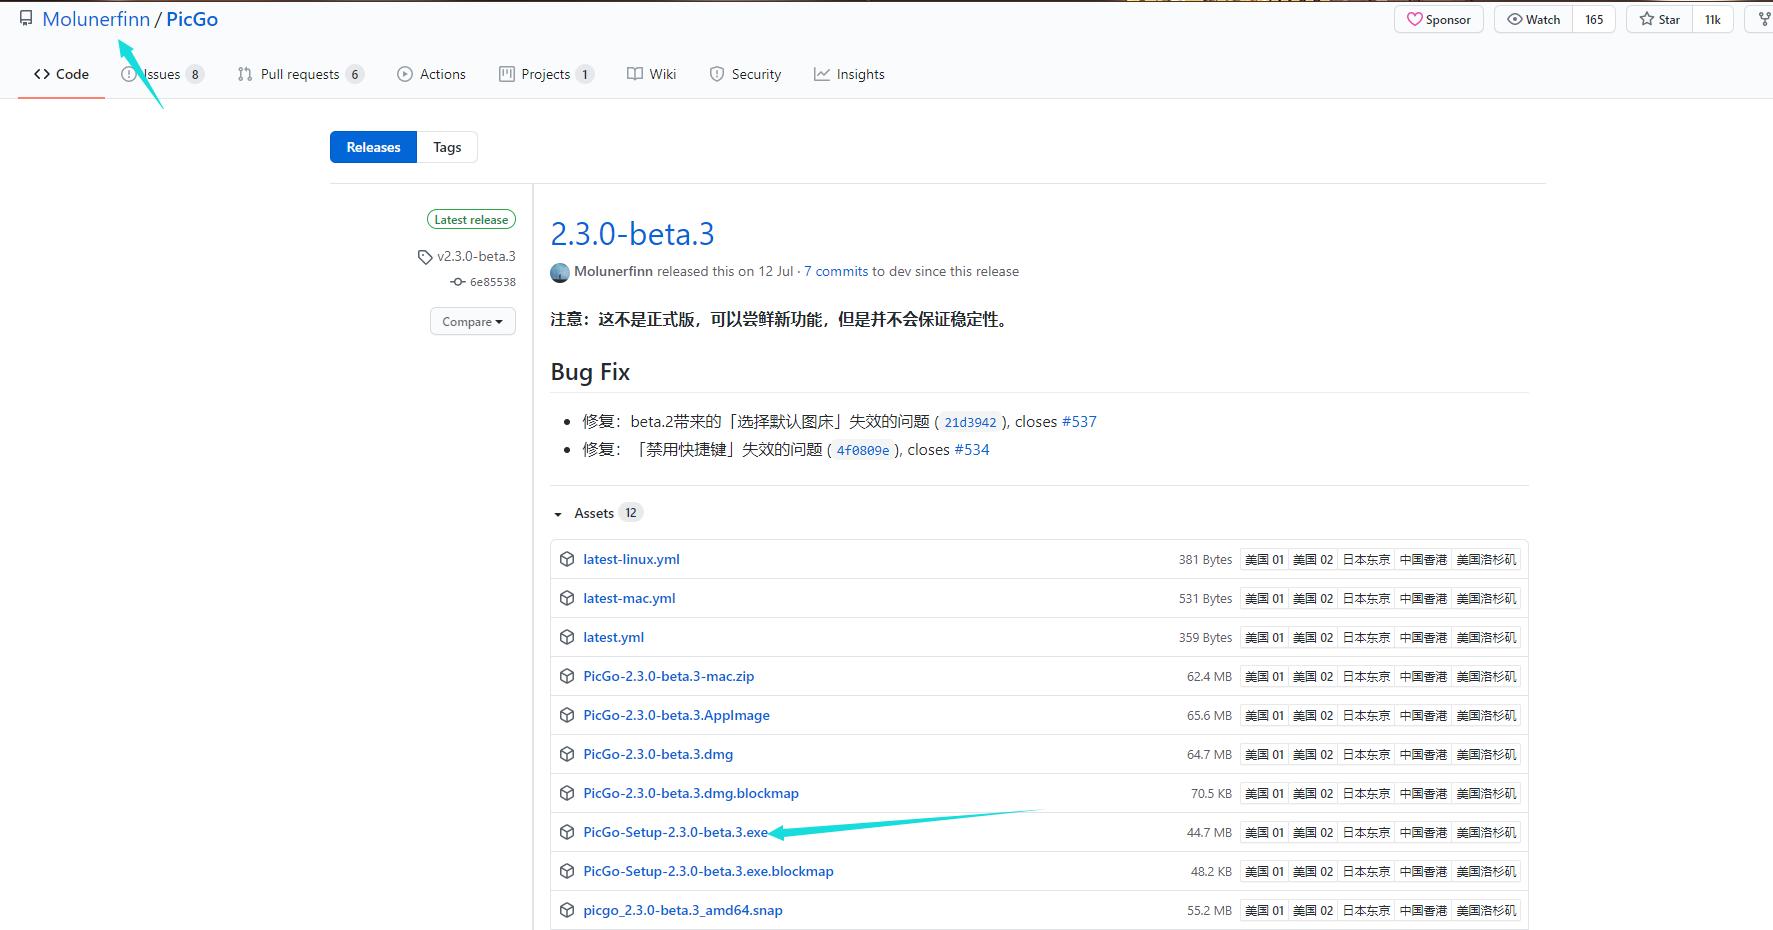 Molunerfinn / PicGo
Sponsor
Watch 165
Star 11k
Code
Issues 8
Pull requests 6
Actions
Projects 1
Wiki
Security
Insights
Releases
Tags
Latest release
v2.3.0-beta.3
6e85538
Compare
2.3.0-beta.3
Molunerfinn released this on 12 Jul · 7 commits to dev since this release
注意：这不是正式版，可以尝鲜新功能，但是并不会保证稳定性。
Bug Fix
修复：beta.2带来的「选择默认图床」失效的问题 ( 21d3942 ), closes #537
修复：「禁用快捷键」失效的问题 ( 4f0809e ), closes #534
Assets 12
latest-linux.yml 381 Bytes 美国 01 美国 02 日本东京 中国香港 美国洛杉矶
latest-mac.yml 531 Bytes 美国 01 美国 02 日本东京 中国香港 美国洛杉矶
latest.yml 359 Bytes 美国 01 美国 02 日本东京 中国香港 美国洛杉矶
PicGo-2.3.0-beta.3-mac.zip 62.4 MB 美国 01 美国 02 日本东京 中国香港 美国洛杉矶
PicGo-2.3.0-beta.3.AppImage 65.6 MB 美国 01 美国 02 日本东京 中国香港 美国洛杉矶
PicGo-2.3.0-beta.3.dmg 64.7 MB 美国 01 美国 02 日本东京 中国香港 美国洛杉矶
PicGo-2.3.0-beta.3.dmg.blockmap 70.5 KB 美国 01 美国 02 日本东京 中国香港 美国洛杉矶
PicGo-Setup-2.3.0-beta.3.exe 44.7 MB 美国 01 美国 02 日本东京 中国香港 美国洛杉矶
PicGo-Setup-2.3.0-beta.3.exe.blockmap 48.2 KB 美国 01 美国 02 日本东京 中国香港 美国洛杉矶
picgo_2.3.0-beta.3_amd64.snap 55.2 MB 美国 01 美国 02 日本东京 中国香港 美国洛杉矶